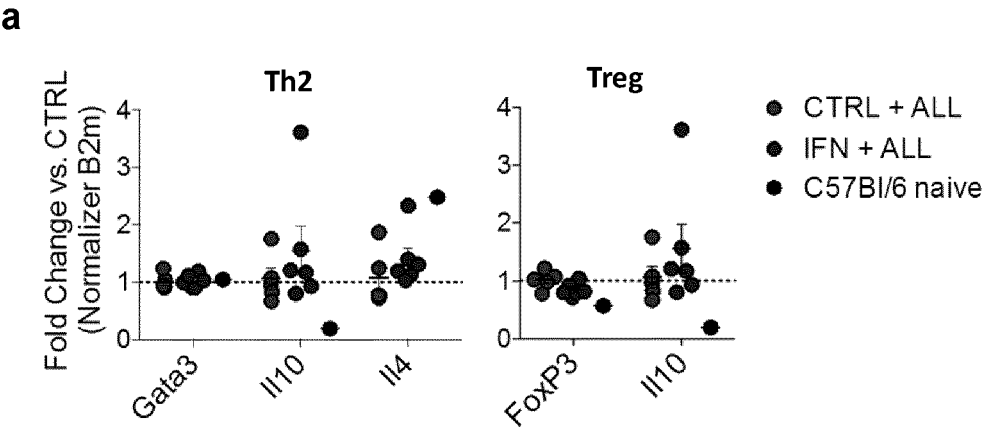 a
Th2
Treg
Fold Change vs. CTRL
(Normalizer B2m)
4
3
2
1
0
Gata3
Il10
Il4
4
3
2
1
0
FoxP3
Il10
CTRL + ALL
IFN + ALL
C57Bl/6 naive